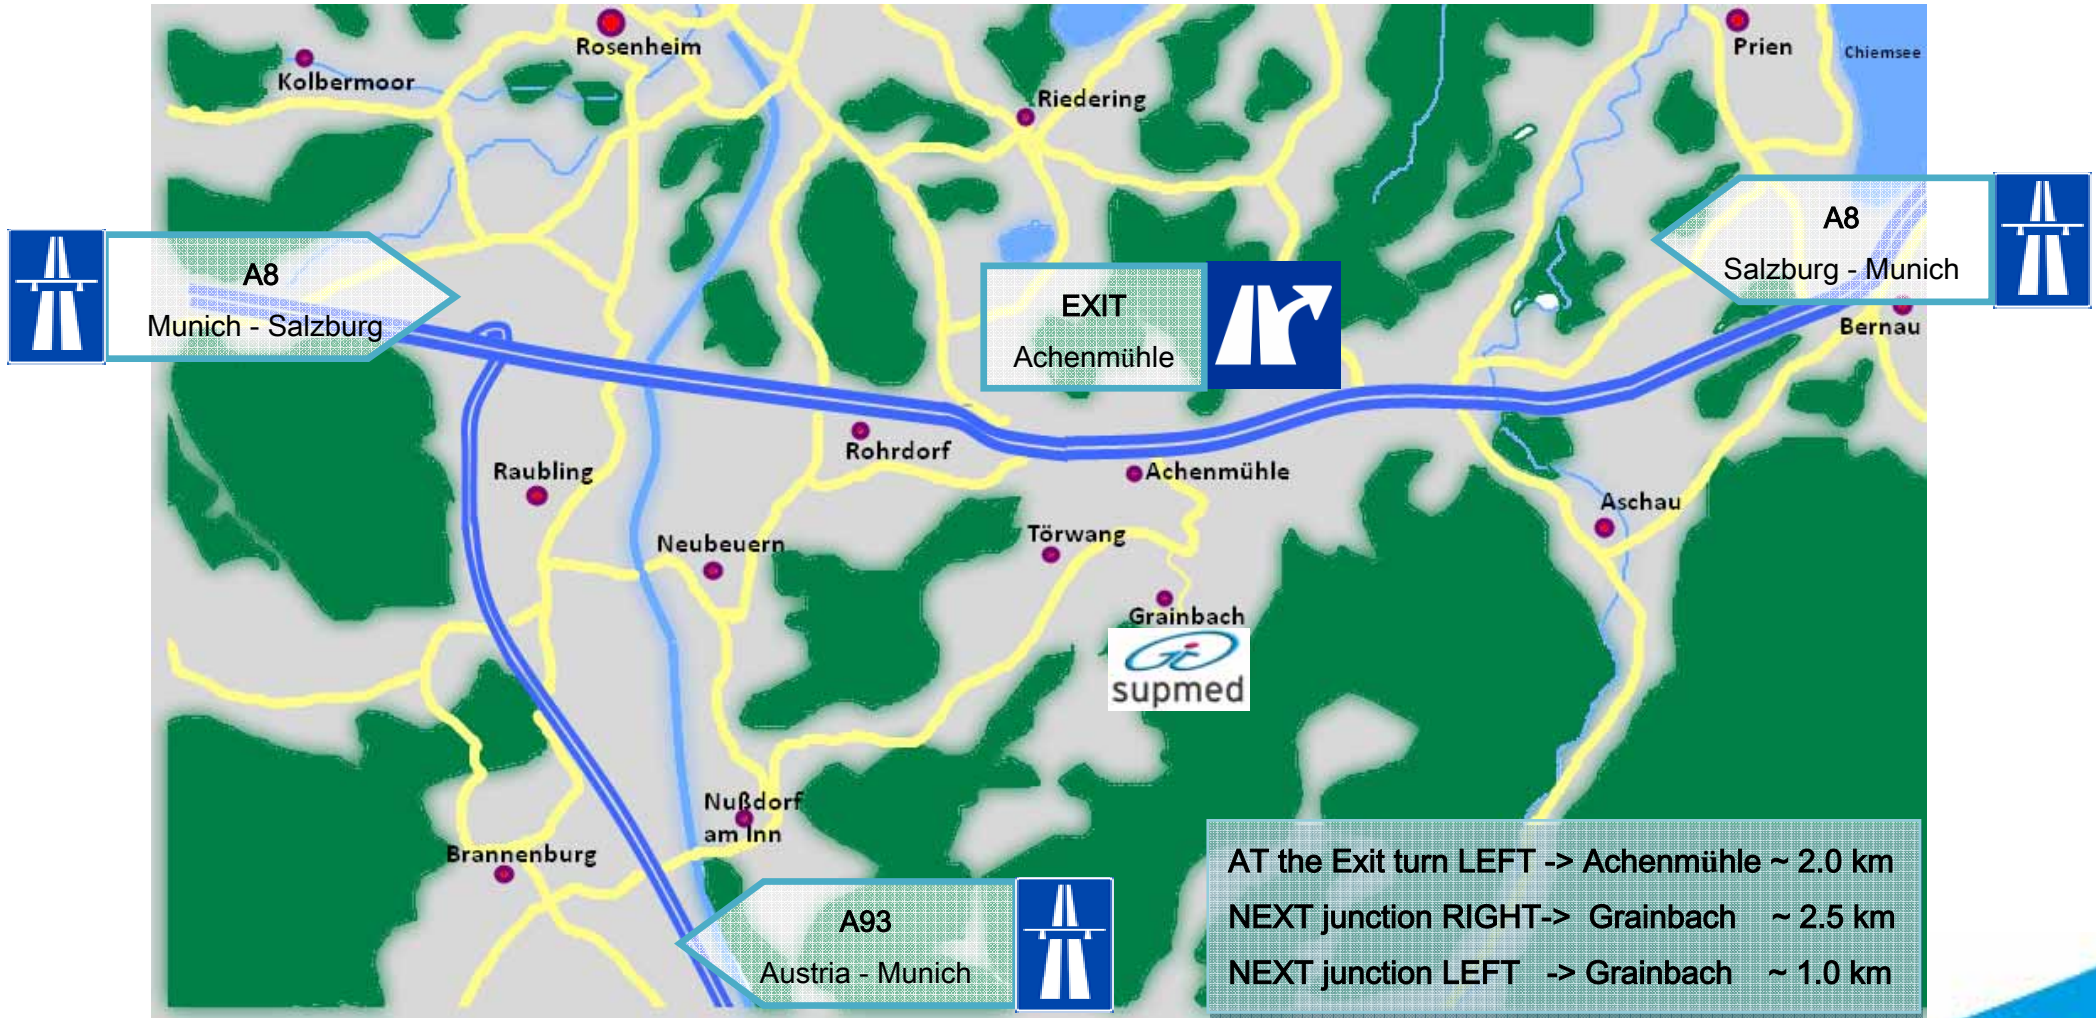 Rosenheim
Prien
Chiemsee
Kolbermoor
Riedering
A8
Salzburg - Munich
A8
Munich - Salzburg
EXIT
Achenmühle
Bernau
Rohrdorf
Raubling
Achenmühle
Aschau
Neubeuern
Törwang
Grainbach
supmed
Nußdorf
am Inn
Brannenburg
AT the Exit turn LEFT -> Achenmühle ~ 2.0 km
NEXT junction RIGHT-> Grainbach ~ 2.5 km
NEXT junction LEFT -> Grainbach ~ 1.0 km
A93
Austria - Munich